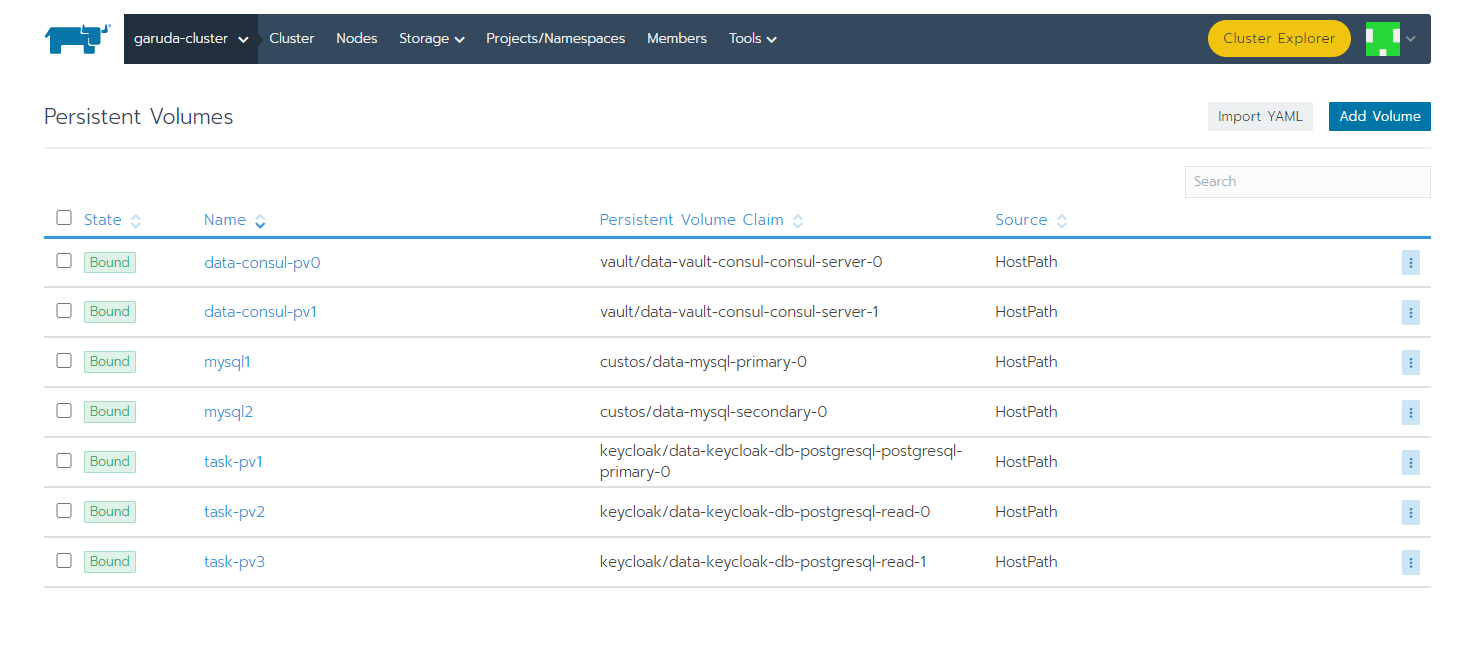 garuda-cluster Cluster Nodes Storage Projects/Namespaces Members Tools Cluster Explorer
Persistent Volumes Import YAML Add Volume
Search
State Name Persistent Volume Claim Source
Bound data-consul-pv0 vault/data-vault-consul-consul-server-0 HostPath
Bound data-consul-pv1 vault/data-vault-consul-consul-server-1 HostPath
Bound mysql1 custos/data-mysql-primary-0 HostPath
Bound mysql2 custos/data-mysql-secondary-0 HostPath
Bound task-pv1 keycloak/data-keycloak-db-postgresql-postgresql- HostPath
primary-0
Bound task-pv2 keycloak/data-keycloak-db-postgresql-read-0 HostPath
Bound task-pv3 keycloak/data-keycloak-db-postgresql-read-1 HostPath